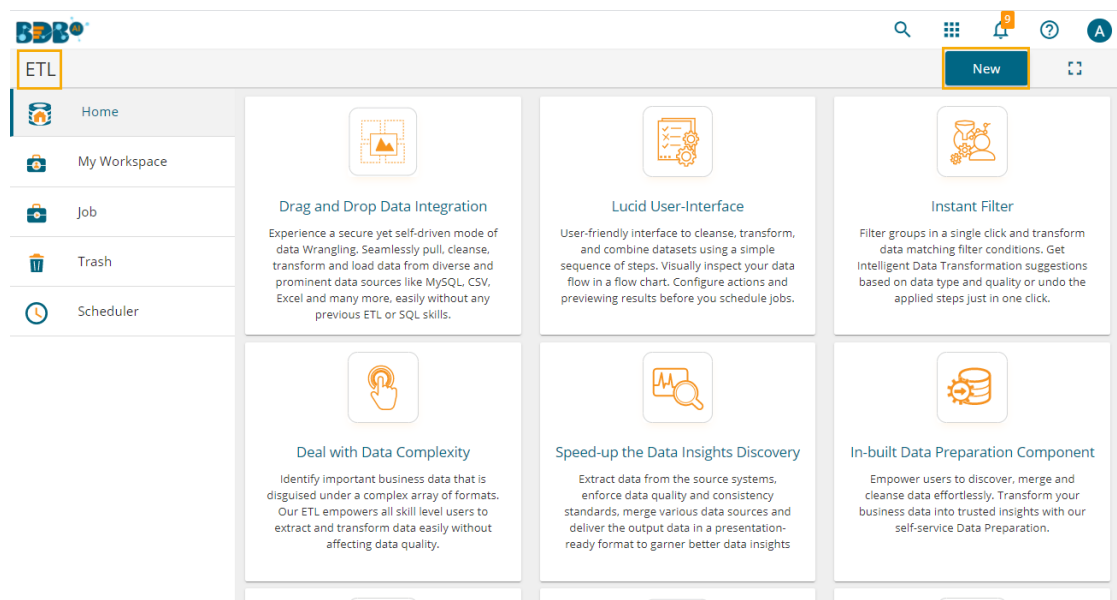 BDB AI
9
A
ETL
New
Home
My Workspace
Job
Trash
Scheduler
Drag and Drop Data Integration
Experience a secure yet self-driven mode of
data Wrangling. Seamlessly pull, cleanse,
transform and load data from diverse and
prominent data sources like MySQL, CSV,
Excel and many more, easily without any
previous ETL or SQL skills.
Lucid User-Interface
User-friendly interface to cleanse, transform,
and combine datasets using a simple
sequence of steps. Visually inspect your data
flow in a flow chart. Configure actions and
previewing results before you schedule jobs.
Instant Filter
Filter groups in a single click and transform
data matching filter conditions. Get
Intelligent Data Transformation suggestions
based on data type and quality or undo the
applied steps just in one click.
Deal with Data Complexity
Identify important business data that is
disguised under a complex array of formats.
Our ETL empowers all skill level users to
extract and transform data easily without
affecting data quality.
Speed-up the Data Insights Discovery
Extract data from the source systems,
enforce data quality and consistency
standards, merge various data sources and
deliver the output data in a presentation-
ready format to garner better data insights
In-built Data Preparation Component
Empower users to discover, merge and
cleanse data effortlessly. Transform your
business data into trusted insights with our
self-service Data Preparation.